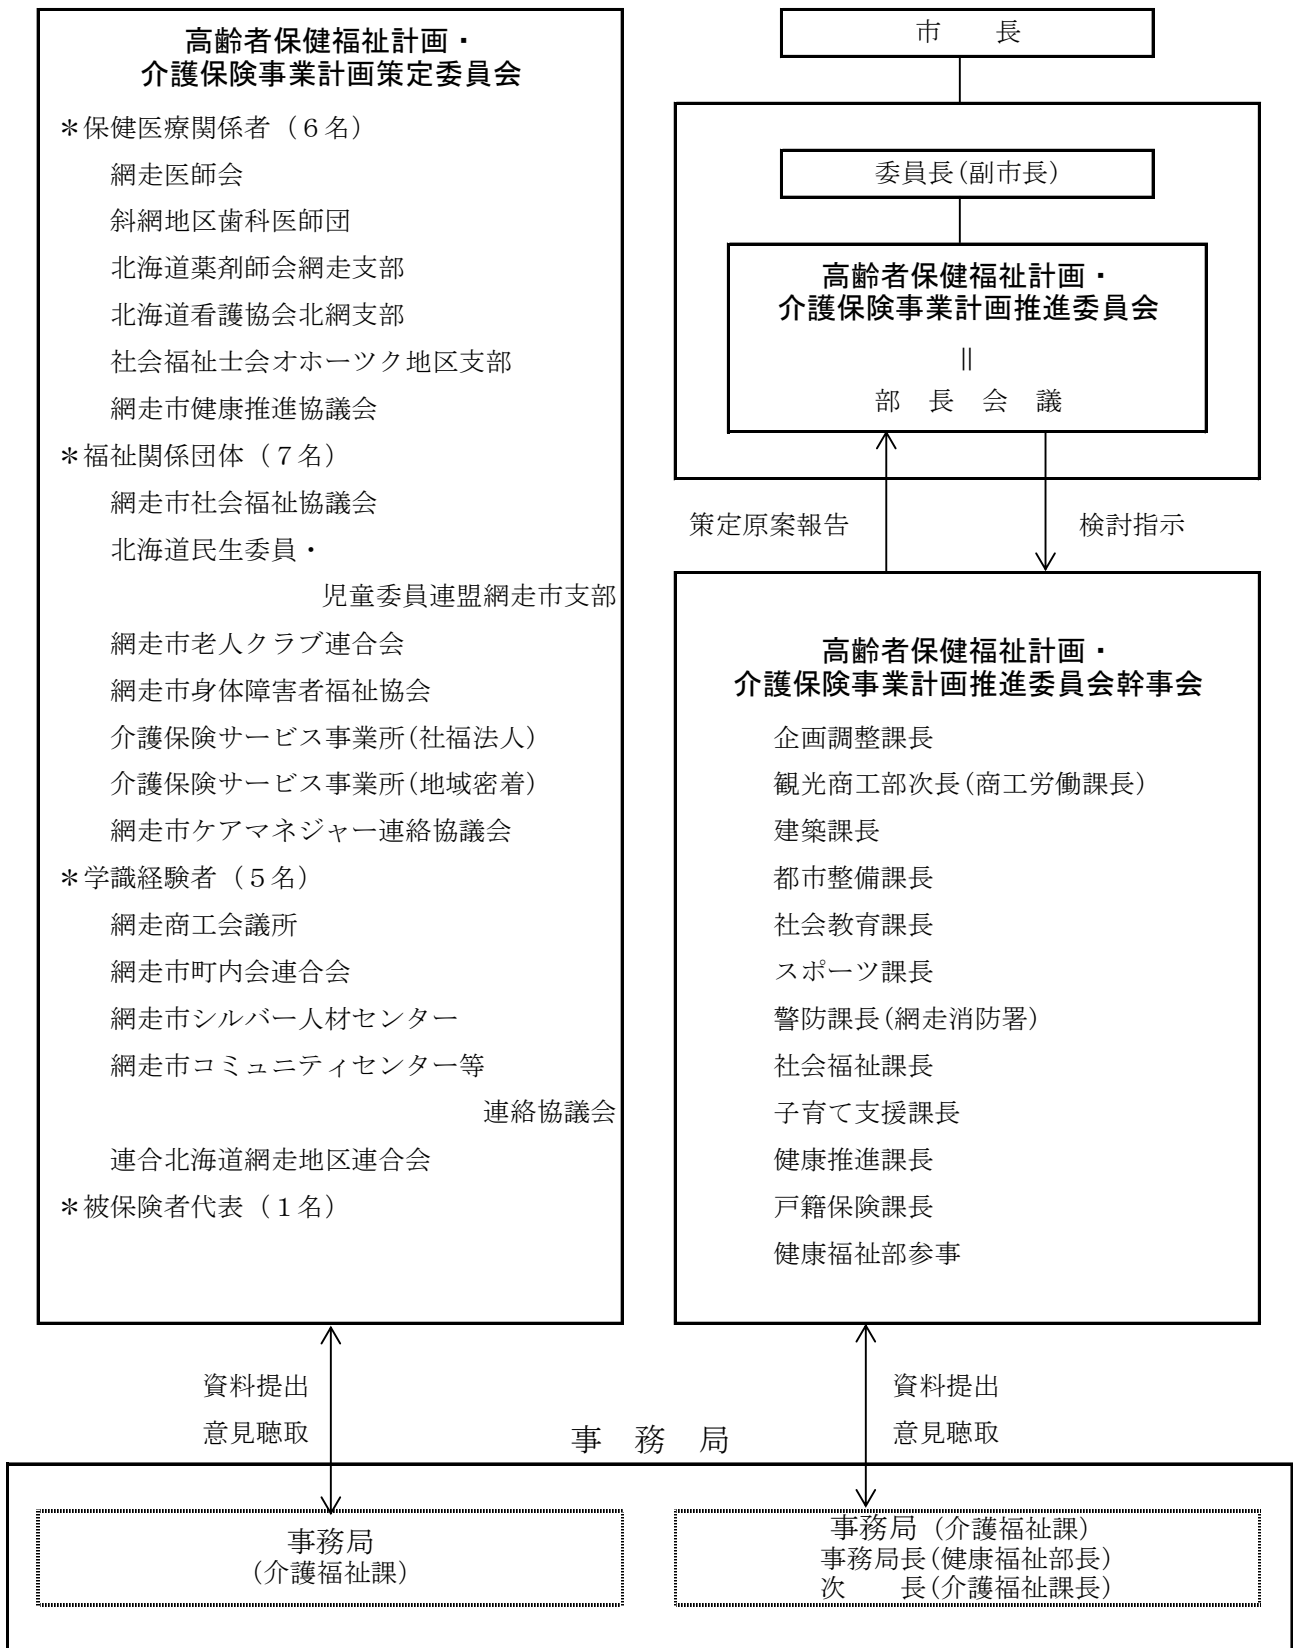 高齢者保健福祉計画・
介護保険事業計画策定委員会
＊保健医療関係者（６名）
網走医師会
斜網地区歯科医師団
北海道薬剤師会網走支部
北海道看護協会北網支部
社会福祉士会オホーツク地区支部
網走市健康推進協議会
＊福祉関係団体（７名）
網走市社会福祉協議会
北海道民生委員・
児童委員連盟網走市支部
網走市老人クラブ連合会
網走市身体障害者福祉協会
介護保険サービス事業所(社福法人)
介護保険サービス事業所(地域密着)
網走市ケアマネジャー連絡協議会
＊学識経験者（５名）
網走商工会議所
網走市町内会連合会
網走市シルバー人材センター
網走市コミュニティセンター等
連絡協議会
連合北海道網走地区連合会
＊被保険者代表（１名）
市　　長
委員長(副市長)
高齢者保健福祉計画・
介護保険事業計画推進委員会
＝
部　長　会　議
策定原案報告
検討指示
高齢者保健福祉計画・
介護保険事業計画推進委員会幹事会
企画調整課長
観光商工部次長(商工労働課長)
建築課長
都市整備課長
社会教育課長
スポーツ課長
警防課長(網走消防署)
社会福祉課長
子育て支援課長
健康推進課長
戸籍保険課長
健康福祉部参事
資料提出
意見聴取
資料提出
意見聴取
事　務　局
事務局
(介護福祉課)
事務局（介護福祉課）
事務局長(健康福祉部長)
次　　長(介護福祉課長)